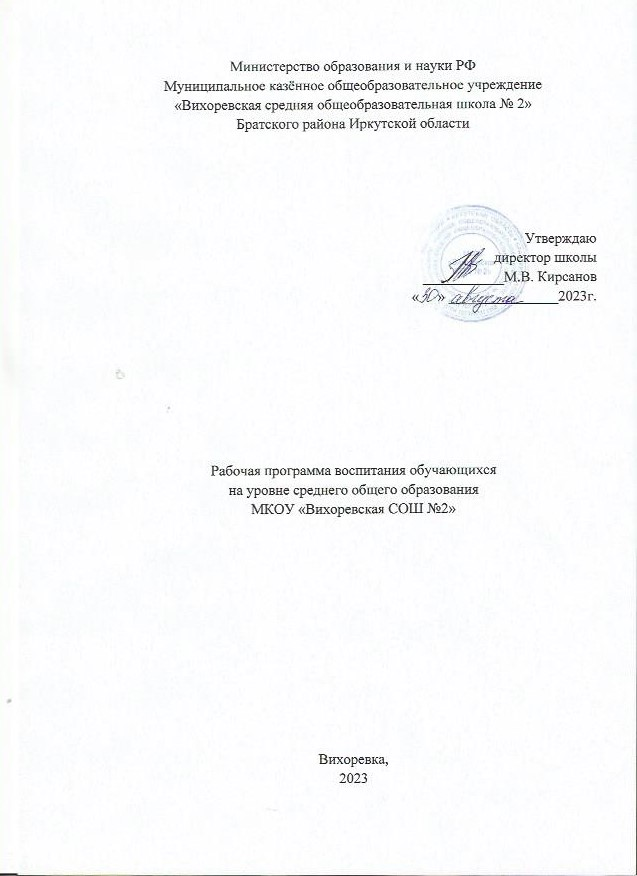 Министерство образования и науки РФ
Муниципальное казённое общеобразовательное учреждение
«Вихоревская средняя общеобразовательная школа № 2»
Братского района Иркутской области
Утверждаю
директор школы
М.В. Кирсанов
«30» августа 2023г.
Рабочая программа воспитания обучающихся
на уровне среднего общего образования
МКОУ «Вихоревская СОШ №2»
Вихоревка,
2023